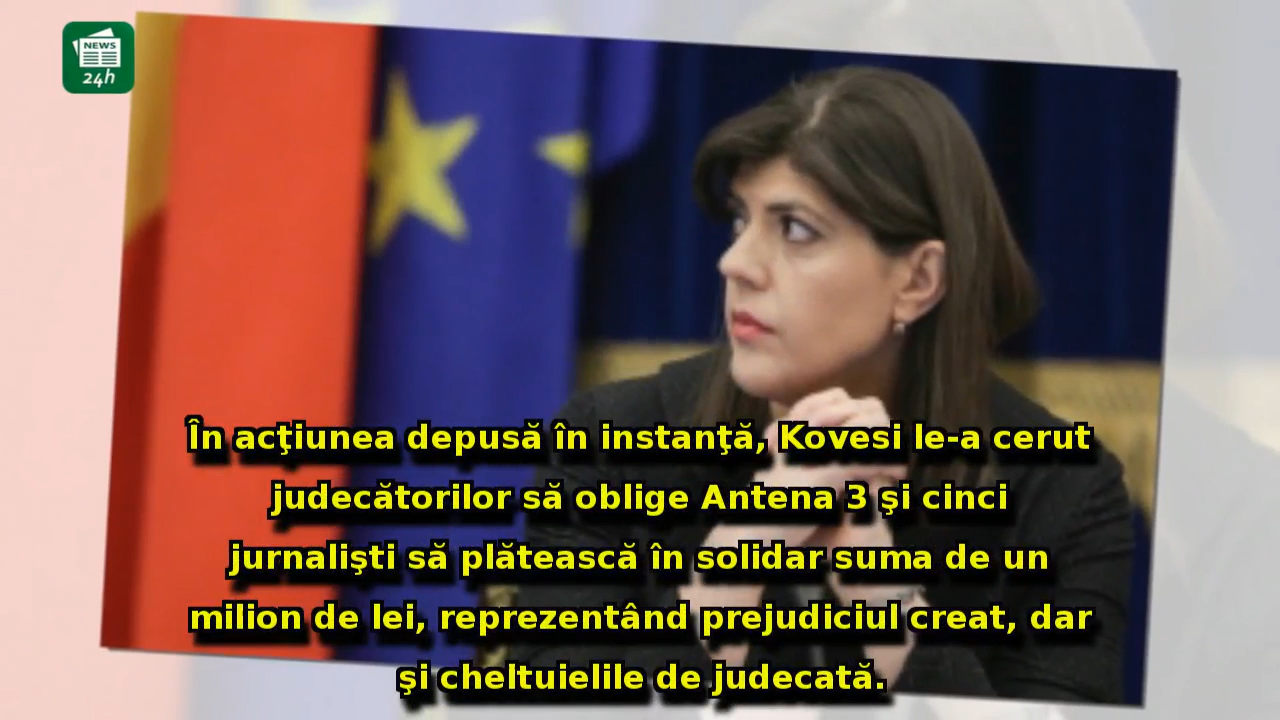 NEWS
24h
În acţiunea depusă în instanţă, Kovesi le-a cerut
judecătorilor să oblige Antena 3 şi cinci
jurnalişti să plătească în solidar suma de un
milion de lei, reprezentând prejudiciul creat, dar
şi cheltuielile de judecată.